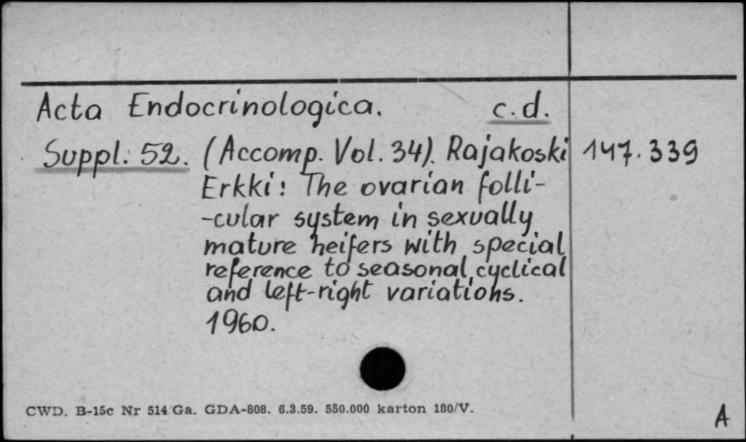 Acta Endocrinologica. c.d.
Suppl. 52. (Accomp. Vol. 34). Rajakoski 147.339
Erkki: The ovarian folli-
-cular system in sexually
mature heifers with special
reference to seasonal, cyclical
and left-right variations.
1960.
CWD. B-15c Nr 514 Ga. GDA-808. 6.3.59. 550.000 karton 180/V.
A